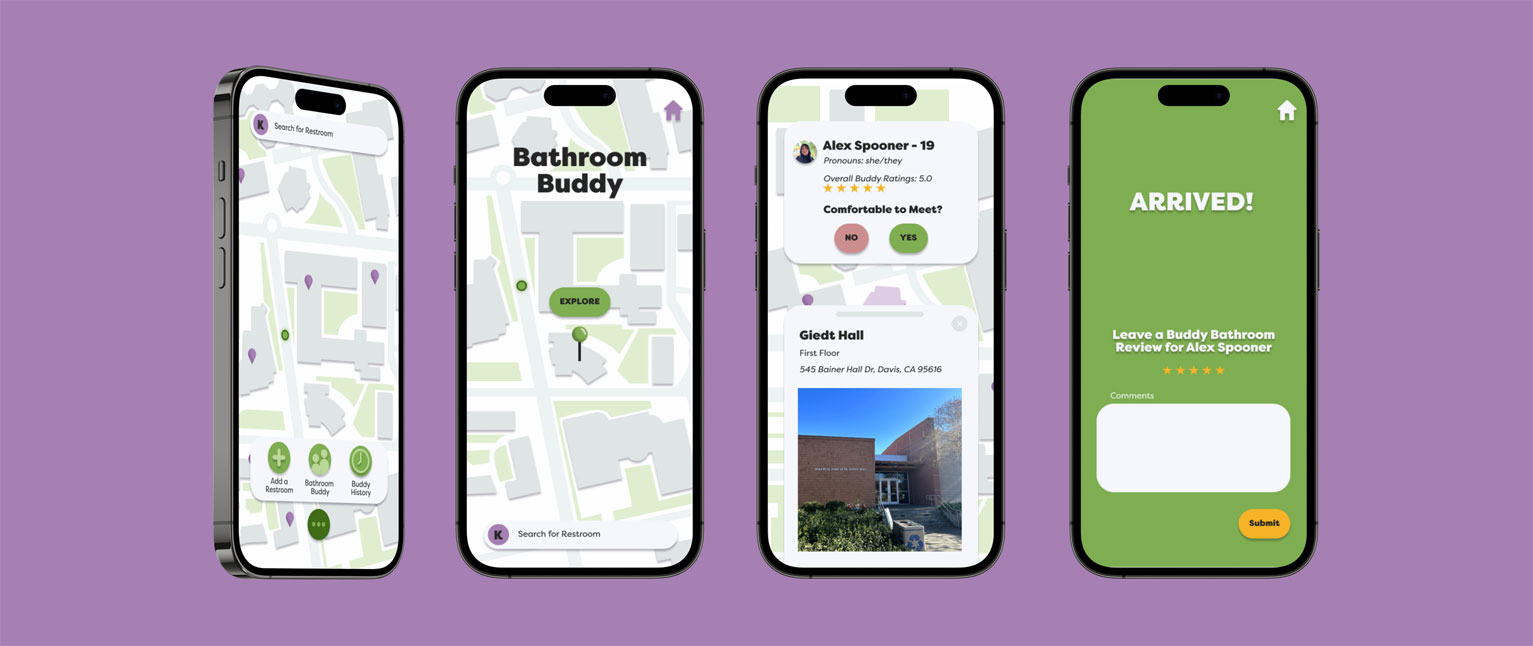 K
Search for Restroom
Add a
Restroom
Bathroom
Buddy
Buddy
History
Bathroom
Buddy
EXPLORE
K
Search for Restroom
Alex Spooner - 19
Pronouns: she/they
Overall Buddy Ratings: 5.0
Comfortable to Meet?
NO
YES
Giedt Hall
First Floor
545 Bainer Hall Dr, Davis, CA 95616
ARRIVED!
Leave a Buddy Bathroom
Review for Alex Spooner
Comments
Submit